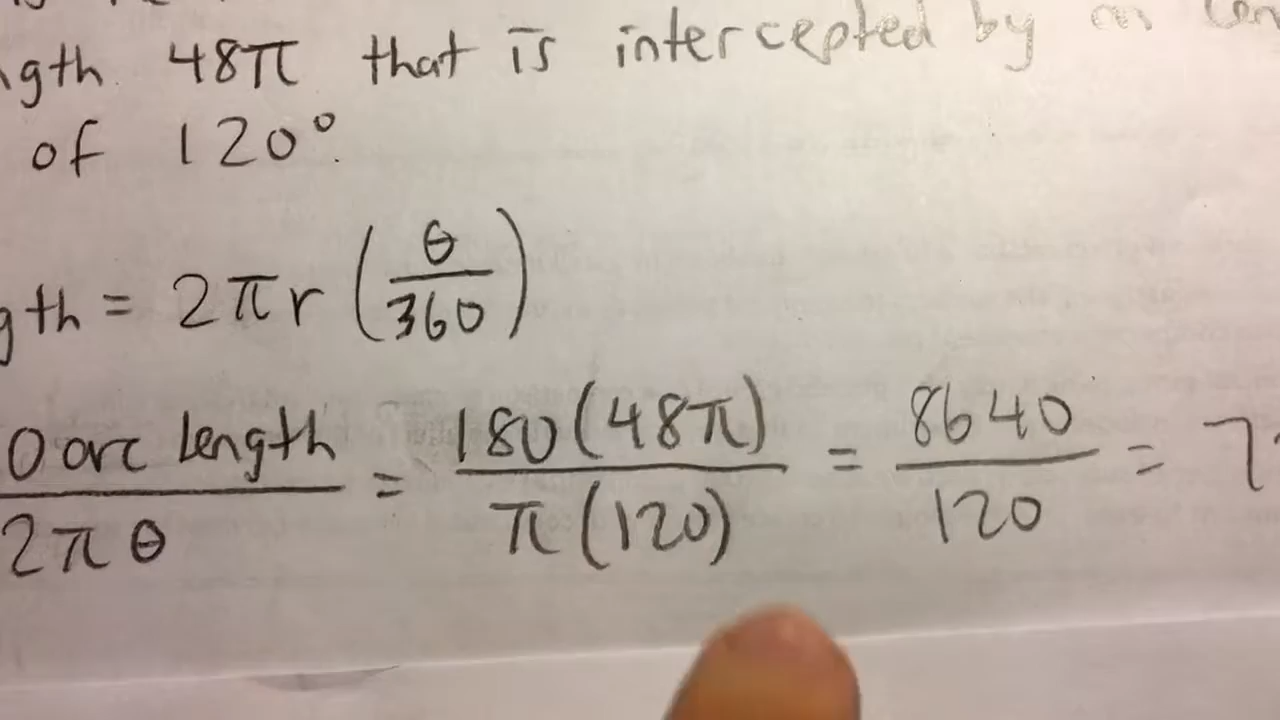 ngth 48π that is intercepted by
of 120°.
gth = 2πr (θ/360)
0 arc length / 2πθ = 180(48π) / π(120) = 8640 / 120 = 7